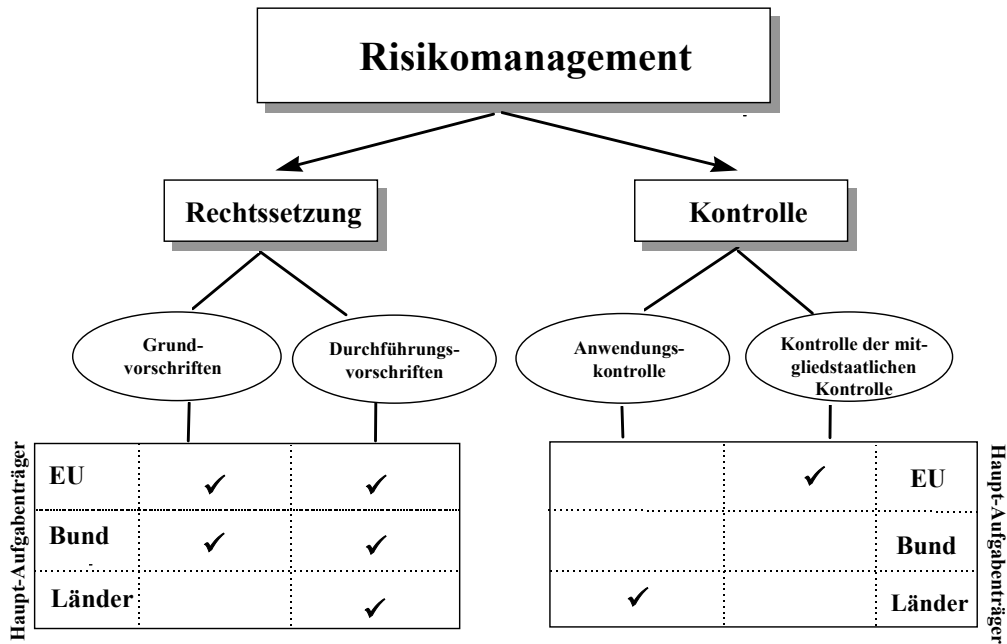 Risikomanagement
Rechtssetzung
Kontrolle
Grund-
vorschriften
Durchführungs-
vorschriften
Anwendungs-
kontrolle
Kontrolle der mit-
gliedstaatlichen
Kontrolle
Haupt-Aufgabenträger
EU ✓ ✓
Bund ✓ ✓
Länder ✓
✓ EU
Bund
✓ Länder
Haupt-Aufgabenträger